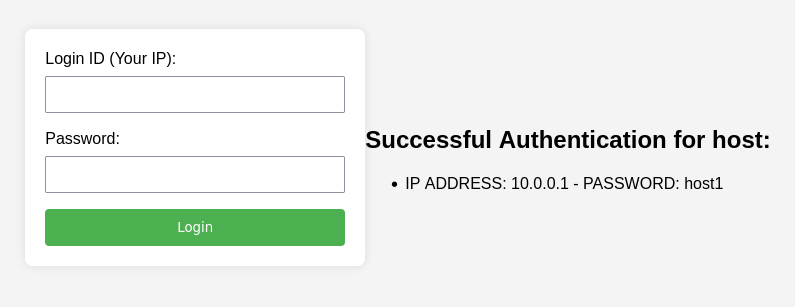 Login ID (Your IP):
Password:
Login
Successful Authentication for host:
• IP ADDRESS: 10.0.0.1 - PASSWORD: host1